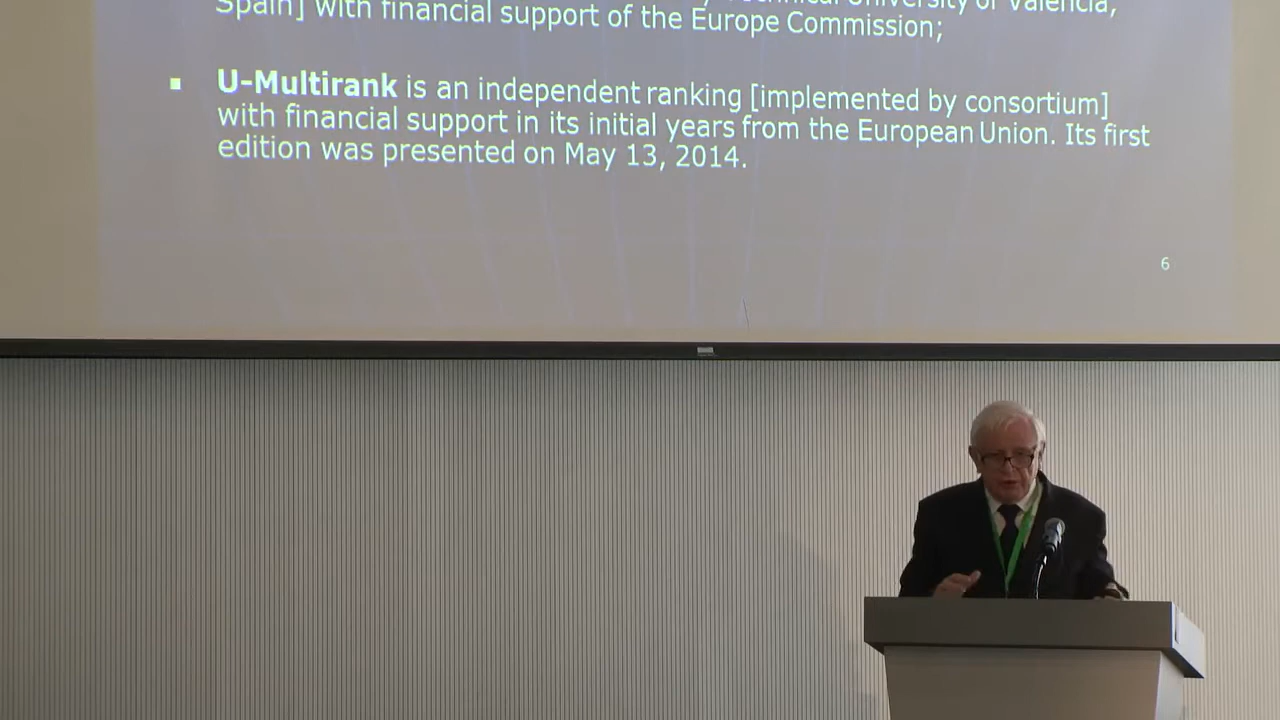 Spain] with financial support of the Europe Commission;
▪ U-Multirank is an independent ranking [implemented by consortium]
with financial support in its initial years from the European Union. Its first
edition was presented on May 13, 2014.
6